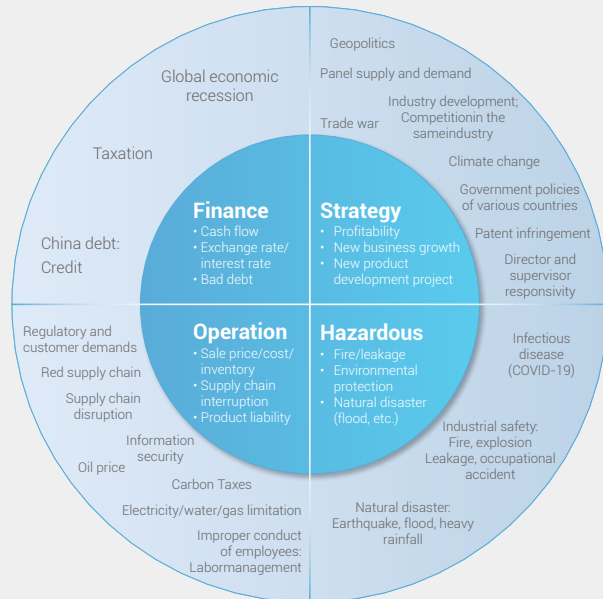 Global economic
recession
Taxation
China debt:
Credit
Geopolitics
Panel supply and demand
Industry development;
Competitionin the
sameindustry
Trade war
Climate change
Government policies
of various countries
Patent infringement
Director and
supervisor
responsivity
Finance
• Cash flow
• Exchange rate/
interest rate
• Bad debt
Strategy
• Profitability
• New business growth
• New product
development project
Operation
• Sale price/cost/
inventory
• Supply chain
interruption
• Product liability
Hazardous
• Fire/leakage
• Environmental
protection
• Natural disaster
(flood, etc.)
Regulatory and
customer demands
Red supply chain
Supply chain
disruption
Information
security
Oil price
Carbon Taxes
Electricity/water/gas limitation
Improper conduct
of employees:
Labormanagement
Infectious
disease
(COVID-19)
Industrial safety:
Fire, explosion
Leakage, occupational
accident
Natural disaster:
Earthquake, flood, heavy
rainfall